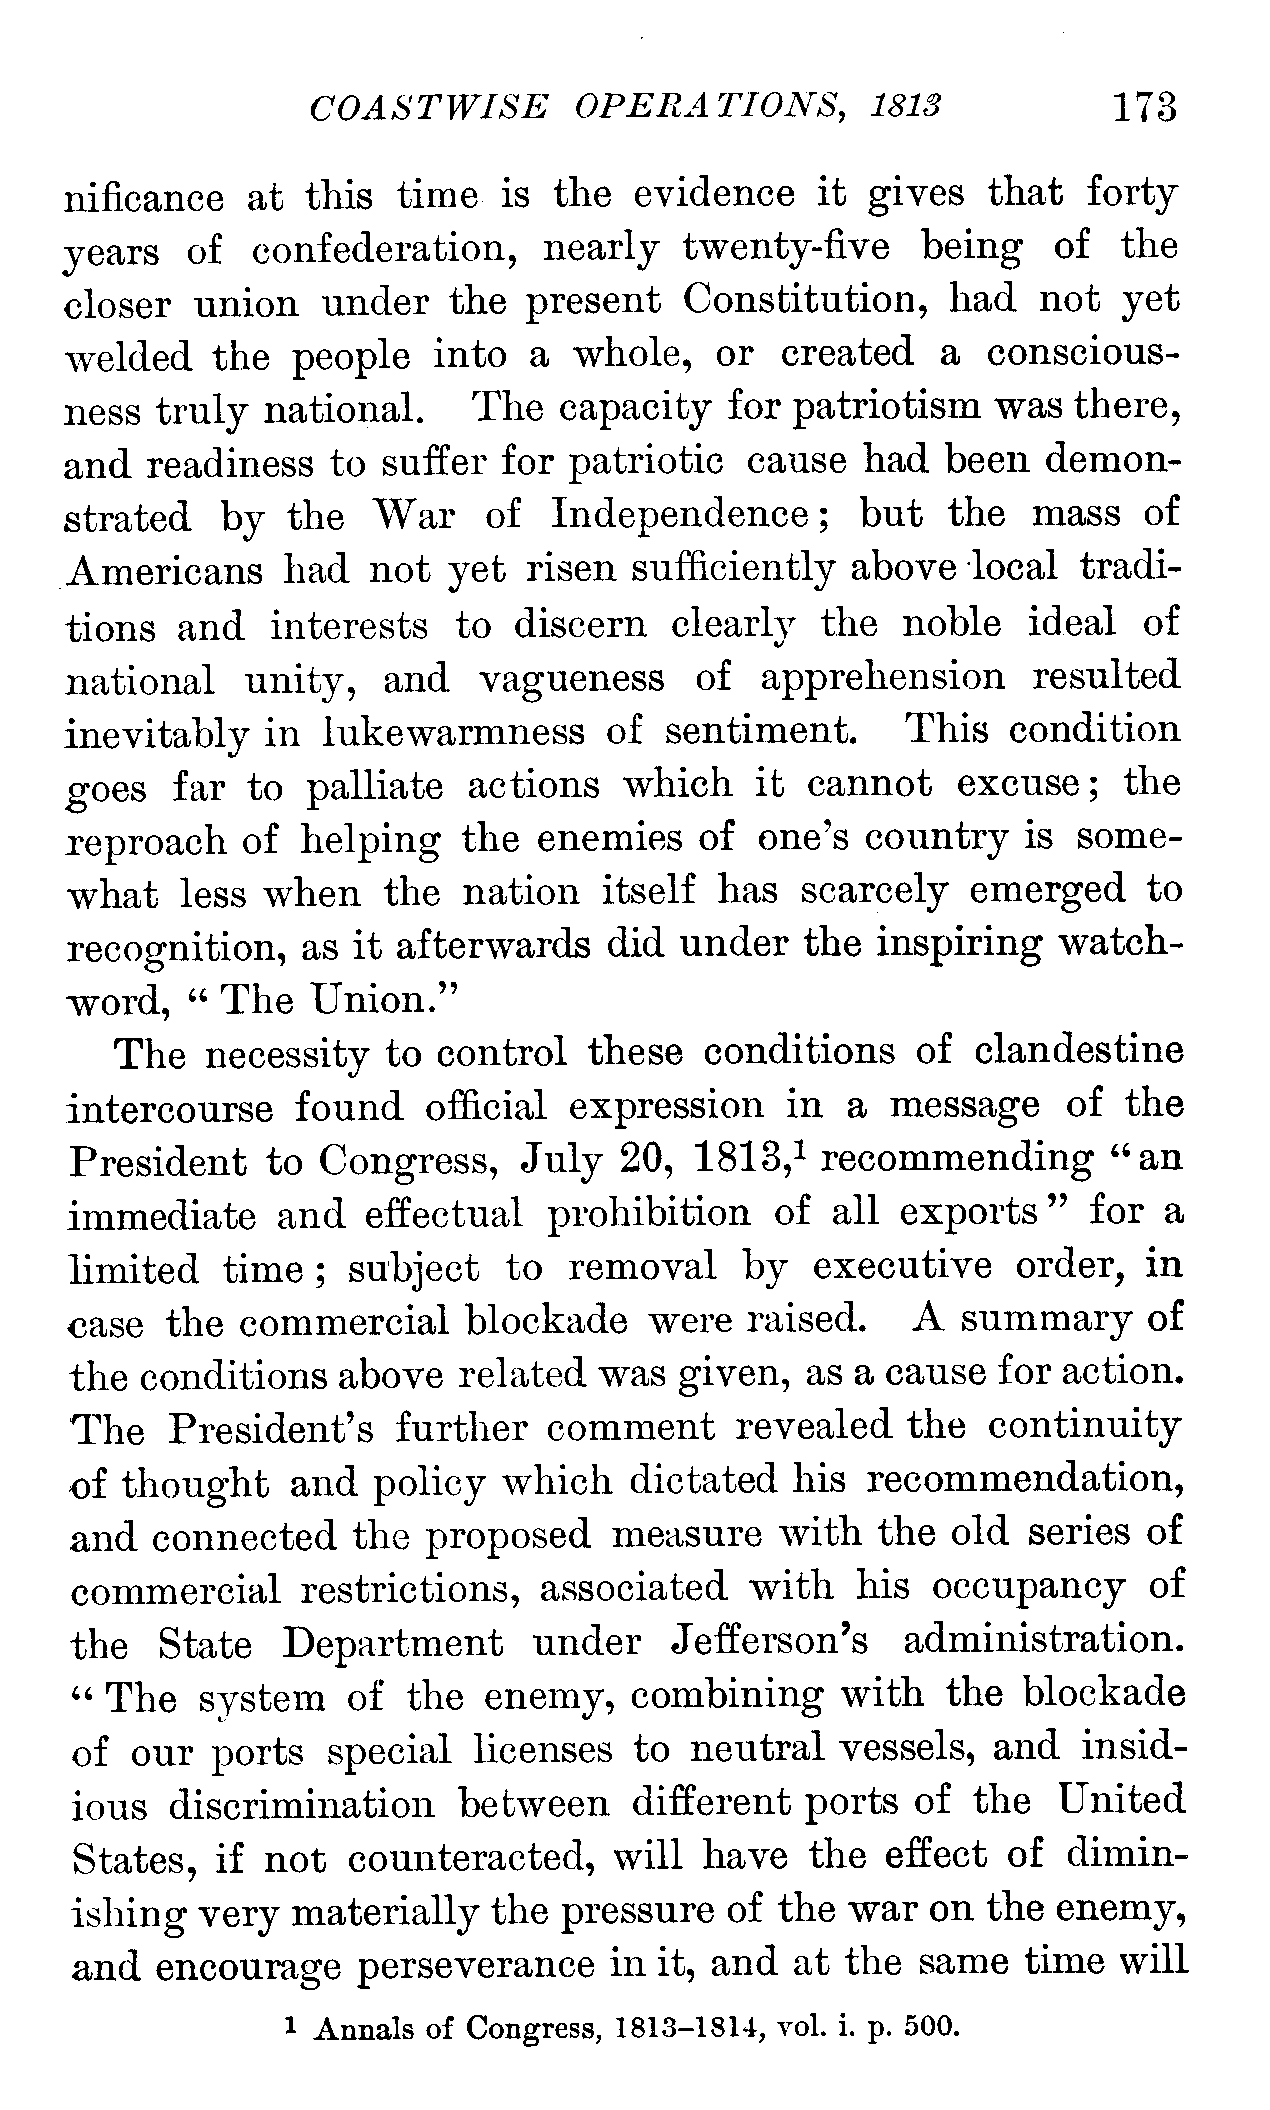 COASTWISE OPERATIONS, 1813 173
nificance at this time is the evidence it gives that forty
years of confederation, nearly twenty-five being of the
closer union under the present Constitution, had not yet
welded the people into a whole, or created a conscious-
ness truly national. The capacity for patriotism was there,
and readiness to suffer for patriotic cause had been demon-
strated by the War of Independence; but the mass of
Americans had not yet risen sufficiently above local tradi-
tions and interests to discern clearly the noble ideal of
national unity, and vagueness of apprehension resulted
inevitably in lukewarmness of sentiment. This condition
goes far to palliate actions which it cannot excuse; the
reproach of helping the enemies of one's country is some-
what less when the nation itself has scarcely emerged to
recognition, as it afterwards did under the inspiring watch-
word, "The Union."
The necessity to control these conditions of clandestine
intercourse found official expression in a message of the
President to Congress, July 20, 1813,¹ recommending "an
immediate and effectual prohibition of all exports" for a
limited time; subject to removal by executive order, in
case the commercial blockade were raised. A summary of
the conditions above related was given, as a cause for action.
The President's further comment revealed the continuity
of thought and policy which dictated his recommendation,
and connected the proposed measure with the old series of
commercial restrictions, associated with his occupancy of
the State Department under Jefferson's administration.
"The system of the enemy, combining with the blockade
of our ports special licenses to neutral vessels, and insid-
ious discrimination between different ports of the United
States, if not counteracted, will have the effect of dimin-
ishing very materially the pressure of the war on the enemy,
and encourage perseverance in it, and at the same time will
¹ Annals of Congress, 1813-1814, vol. i. p. 500.